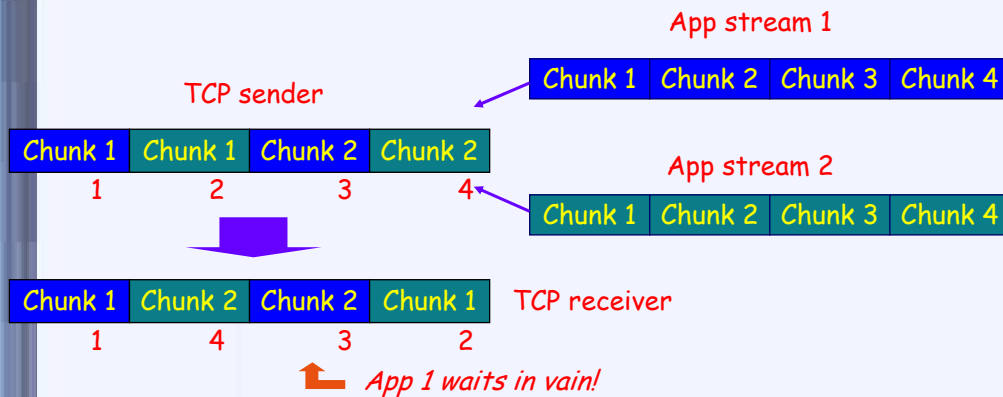 App stream 1
Chunk 1 Chunk 2 Chunk 3 Chunk 4
TCP sender
Chunk 1 Chunk 1 Chunk 2 Chunk 2
1 2 3 4
App stream 2
Chunk 1 Chunk 2 Chunk 3 Chunk 4
Chunk 1 Chunk 2 Chunk 2 Chunk 1 TCP receiver
1 4 3 2
App 1 waits in vain!